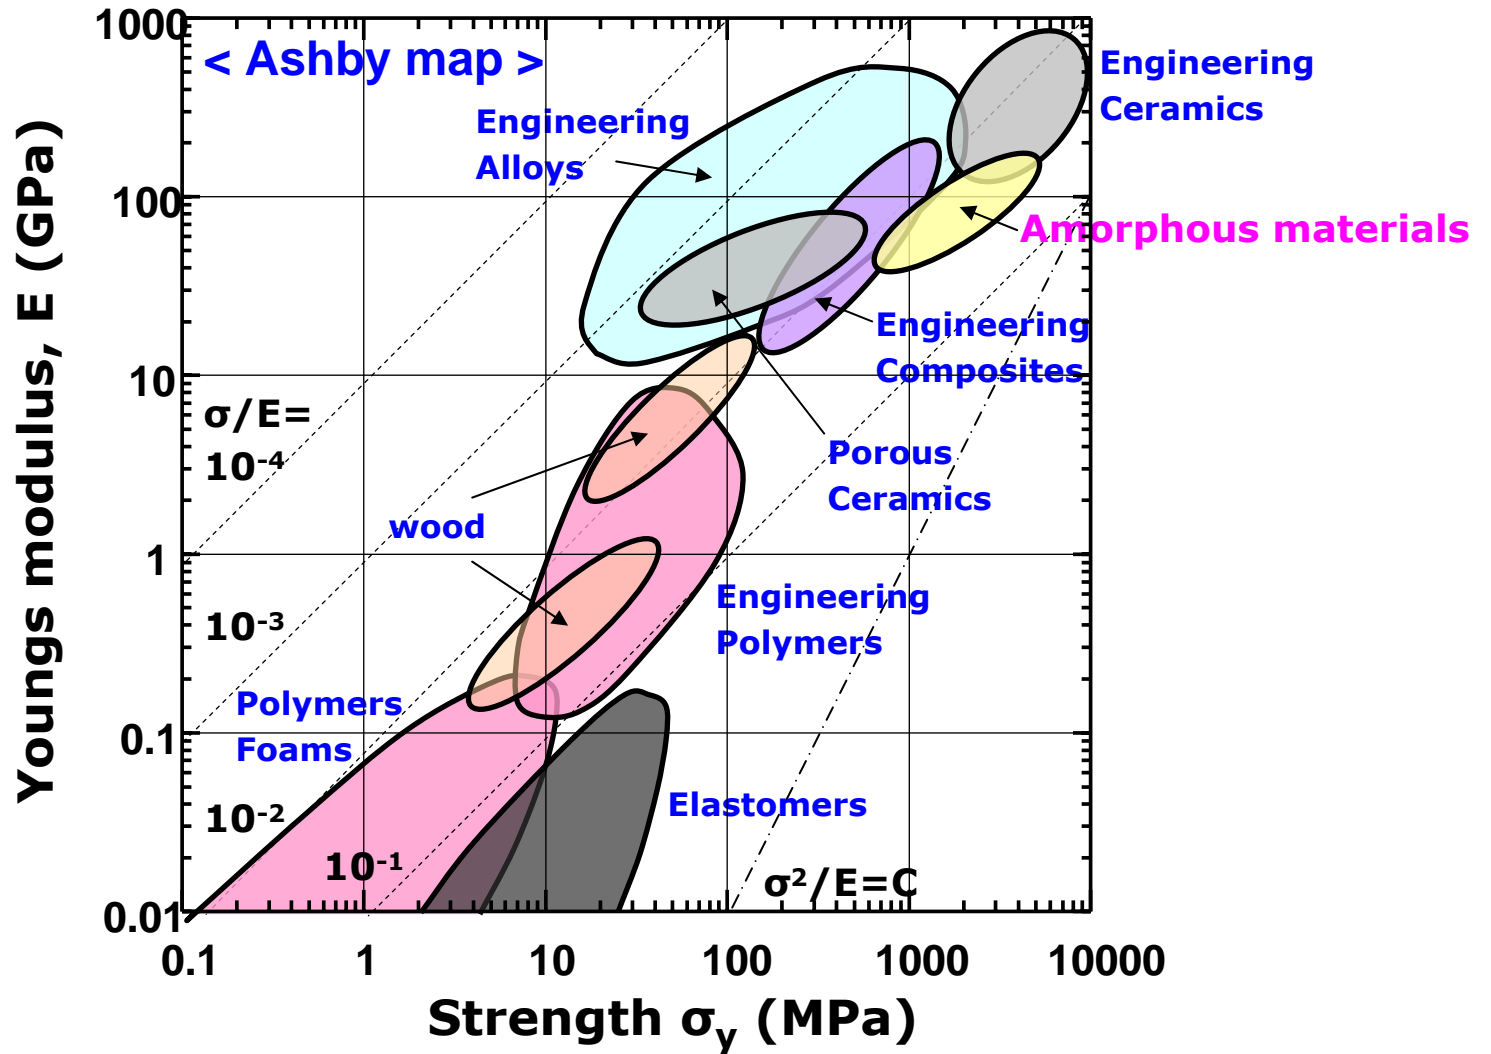 1000
< Ashby map >
Engineering
Ceramics
Engineering
Alloys
100
Amorphous materials
Engineering
Composites
10
σ/E=
10-4
Porous
Ceramics
wood
1
Engineering
Polymers
10-3
Polymers
Foams
0.1
Elastomers
10-2
10-1
σ2/E=C
0.01
0.1 1 10 100 1000 10000
Strength σy (MPa)
Youngs modulus, E (GPa)